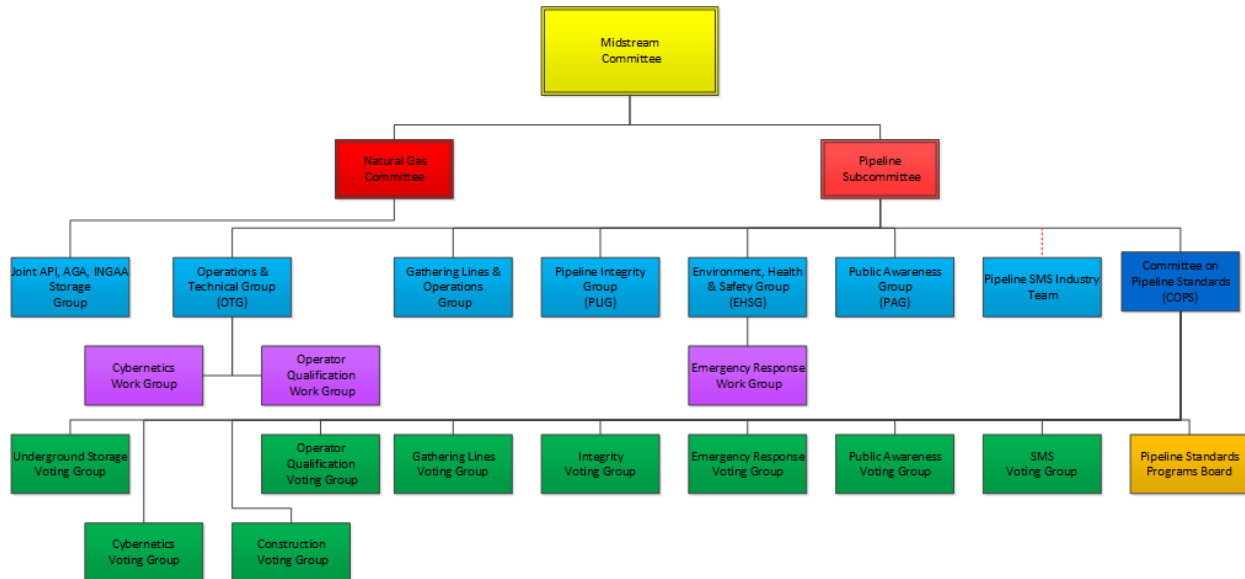 Midstream
Committee
Natural Gas
Committee
Pipeline
Subcommittee
Joint API, AGA, INGAA
Storage
Group
Operations &
Technical Group
(OTG)
Gathering Lines &
Operations
Group
Pipeline Integrity
Group
(PLIG)
Environment, Health
& Safety Group
(EHSG)
Public Awareness
Group
(PAG)
Pipeline SMS Industry
Team
Committee on
Pipeline Standards
(COPS)
Cybernetics
Work Group
Operator
Qualification
Work Group
Emergency Response
Work Group
Underground Storage
Voting Group
Operator
Qualification
Voting Group
Gathering Lines
Voting Group
Integrity
Voting Group
Emergency Response
Voting Group
Public Awareness
Voting Group
SMS
Voting Group
Pipeline Standards
Programs Board
Cybernetics
Voting Group
Construction
Voting Group